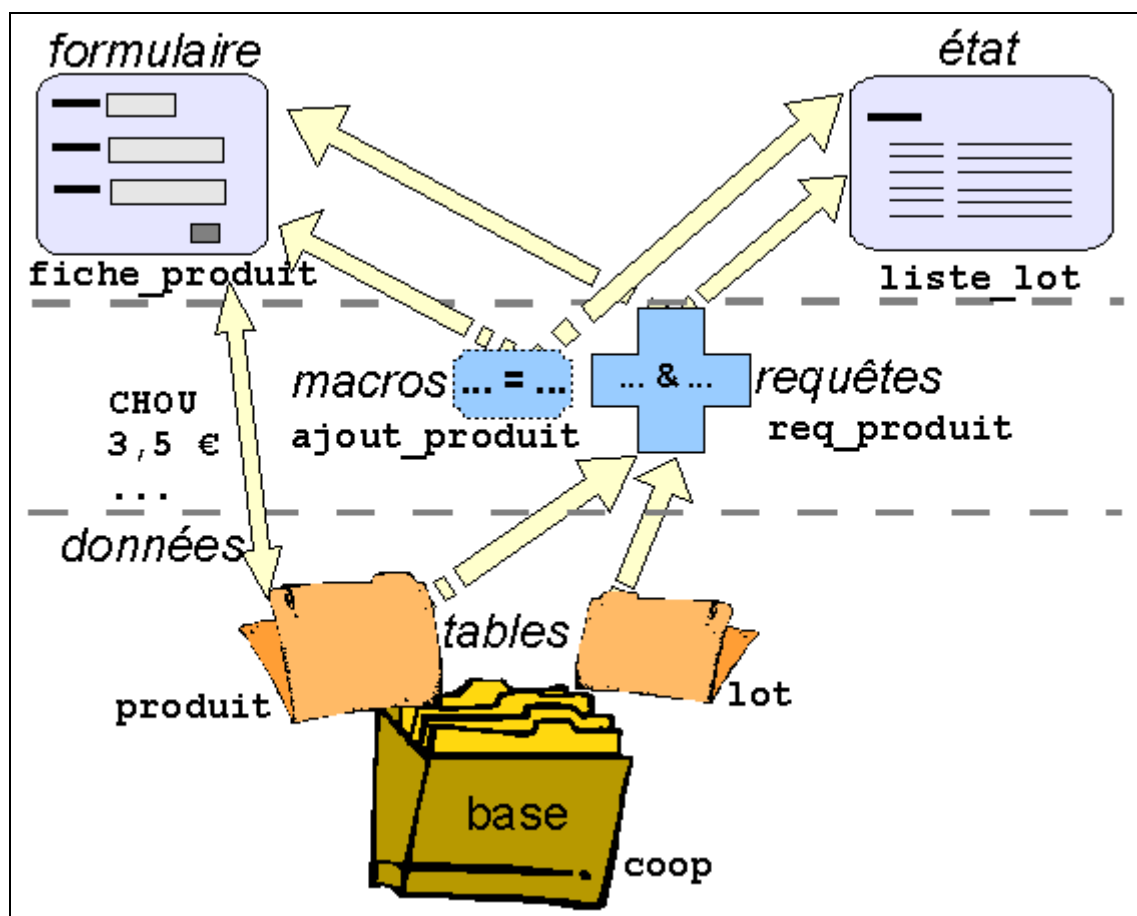 formulaire
état
fiche_produit
liste_lot
macros
... = ...
... & ...
requêtes
ajout_produit
req_produit
CHOU
3,5 €
...
données
tables
produit
lot
base
coop